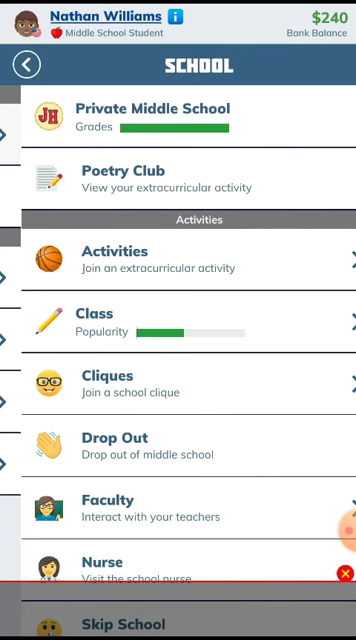 Nathan Williams
Middle School Student
$240
Bank Balance
SCHOOL
JH
Private Middle School
Grades
Poetry Club
View your extracurricular activity
Activities
Activities
Join an extracurricular activity
Class
Popularity
Cliques
Join a school clique
Drop Out
Drop out of middle school
Faculty
Interact with your teachers
Nurse
Visit the school nurse
Skip School